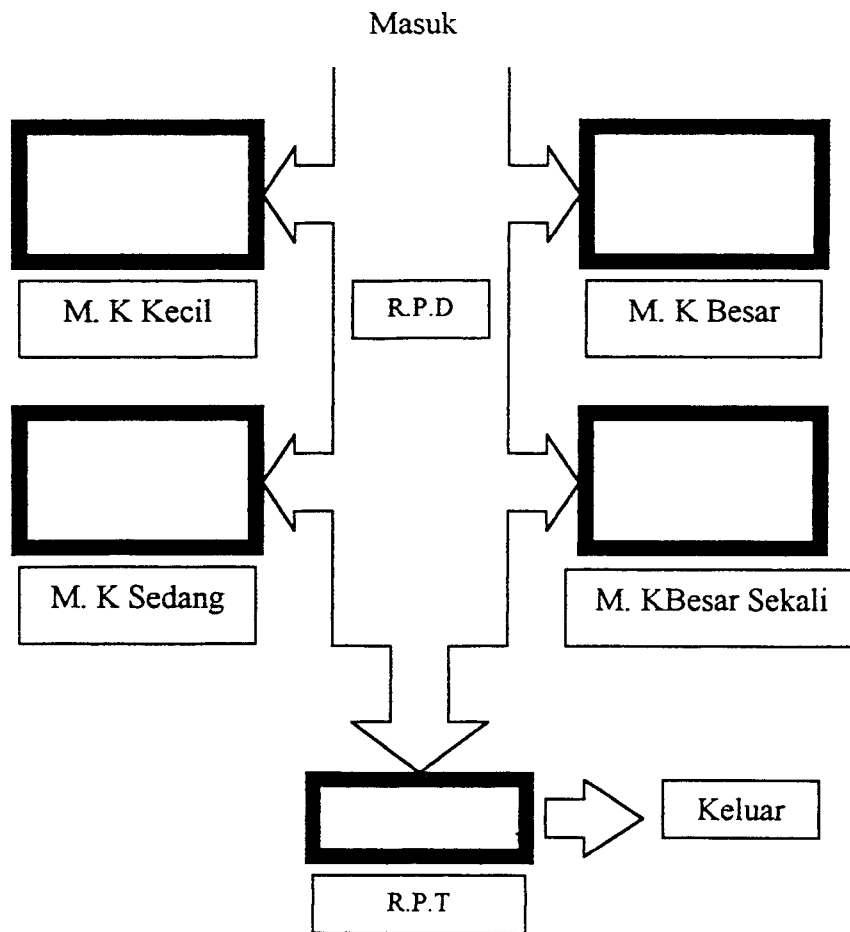 Masuk
M. K Kecil
R.P.D
M. K Besar
M. K Sedang
M. KBesar Sekali
Keluar
R.P.T